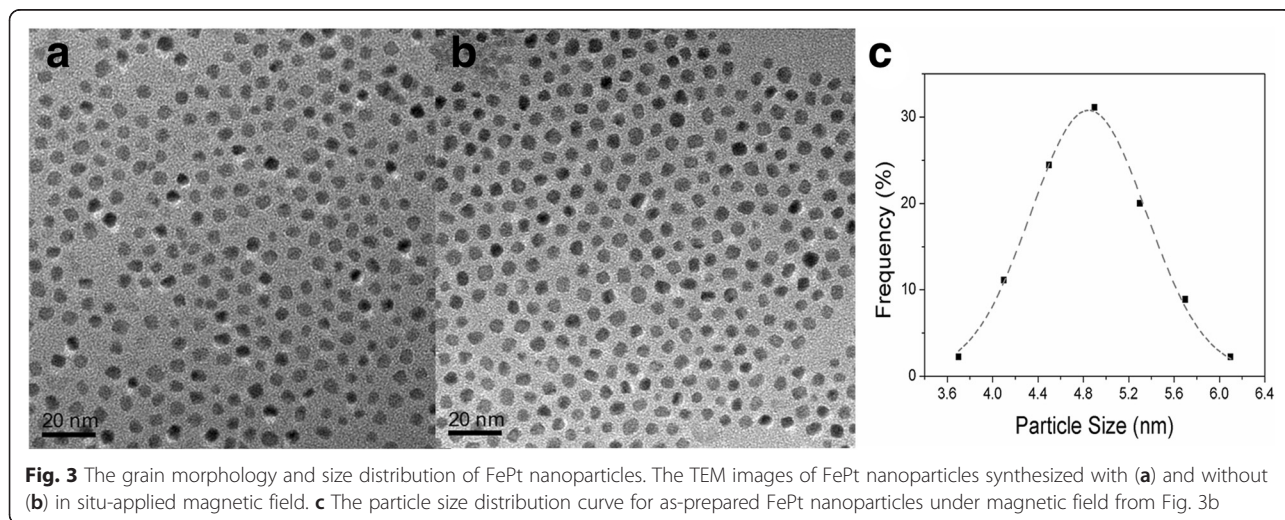 a
b
c
20 nm
20 nm
Frequency (%)
30
20
10
0
3.6 4.0 4.4 4.8 5.2 5.6 6.0 6.4
Particle Size (nm)
Fig. 3 The grain morphology and size distribution of FePt nanoparticles. The TEM images of FePt nanoparticles synthesized with (a) and without
(b) in situ-applied magnetic field. c The particle size distribution curve for as-prepared FePt nanoparticles under magnetic field from Fig. 3b